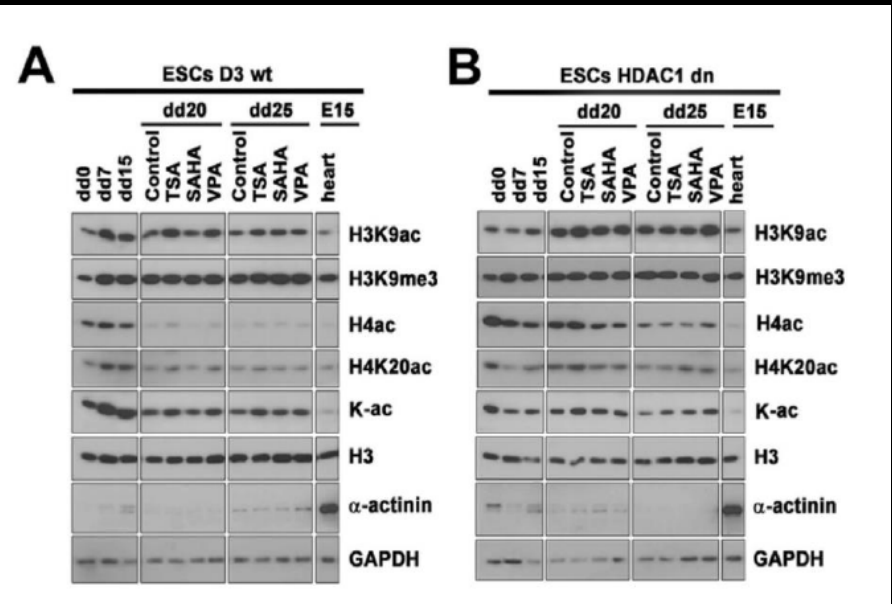 A
ESCs D3 wt
dd20 dd25 E15
dd0 dd7 dd15 Control TSA SAHA VPA Control TSA SAHA VPA heart
H3K9ac
H3K9me3
H4ac
H4K20ac
K-ac
H3
α-actinin
GAPDH
B
ESCs HDAC1 dn
dd20 dd25 E15
dd0 dd7 dd15 Control TSA SAHA VPA Control TSA SAHA VPA heart
H3K9ac
H3K9me3
H4ac
H4K20ac
K-ac
H3
α-actinin
GAPDH